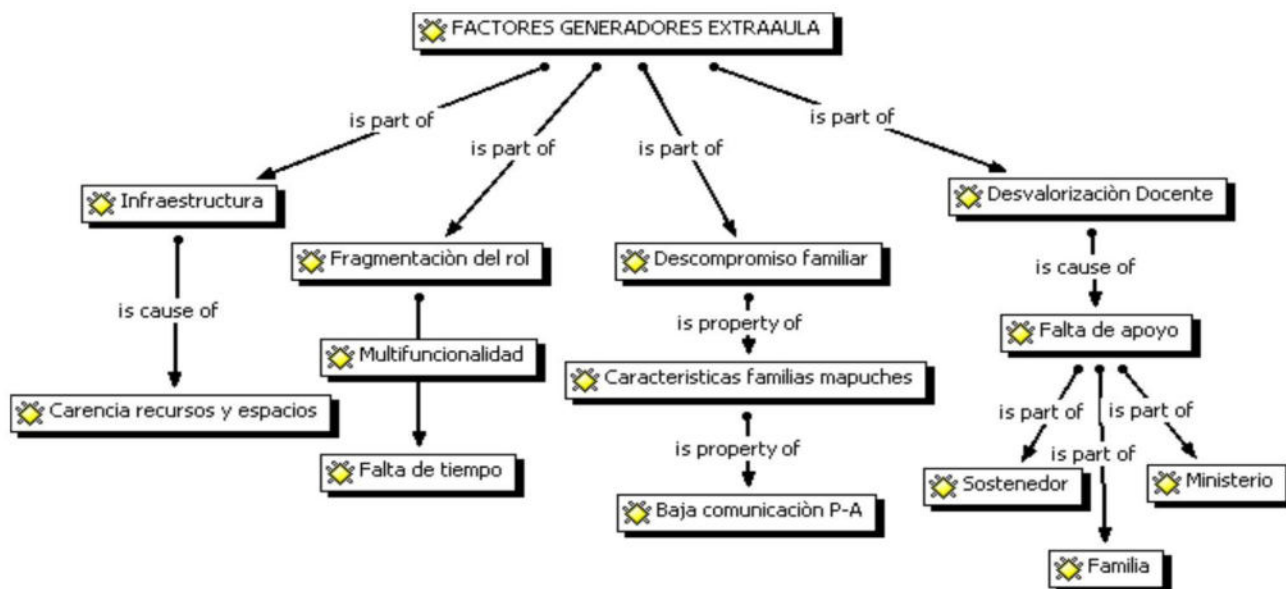 FACTORES GENERADORES EXTRAAULA
is part of
is part of
is part of
is part of
Infraestructura
Desvalorizaciòn Docente
Fragmentaciòn del rol
Descompromiso familiar
is cause of
is cause of
is property of
Falta de apoyo
Multifuncionalidad
Caracteristicas familias mapuches
Carencia recursos y espacios
is part of
is part of
is property of
is part of
Falta de tiempo
Sostenedor
Ministerio
Baja comunicaciòn P-A
Familia